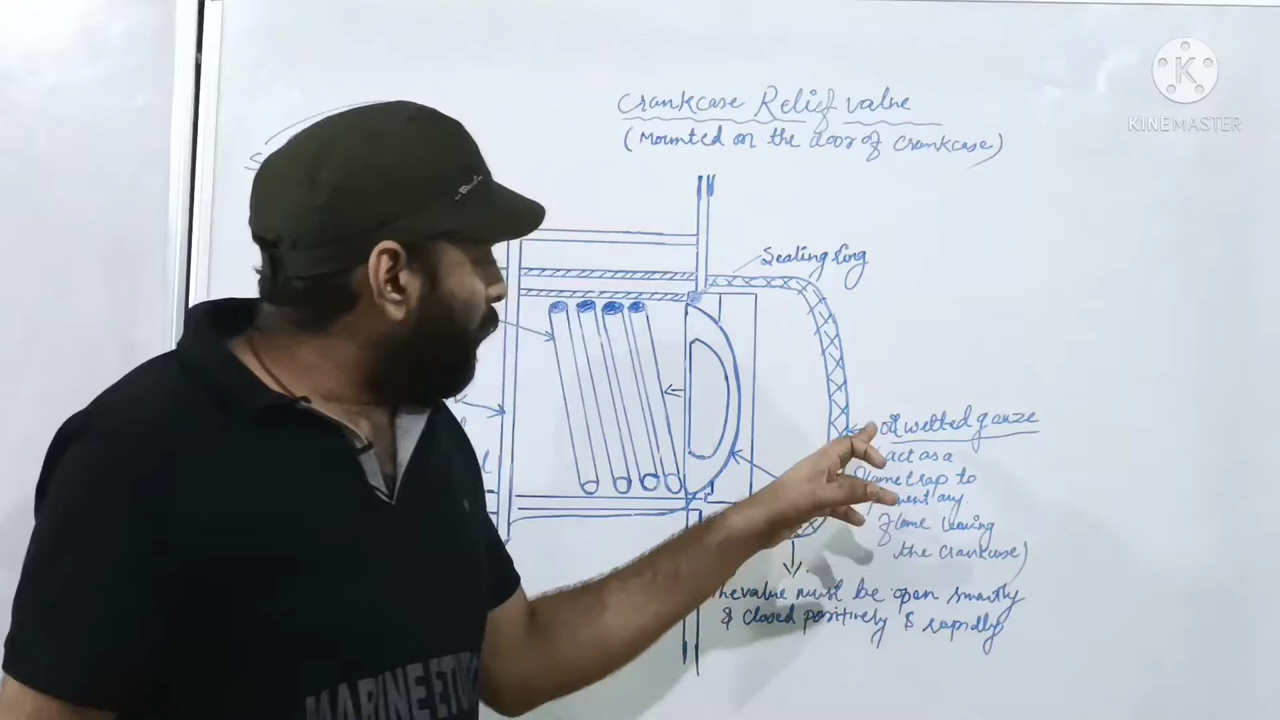 Crankcase Relief valve
(Mounted on the door of crankcase)
KINEMASTER
Sealing Ring
oil wetted gauze
act as a
flame trap to
any
flame leaving
the crankcase)
valve must be open smartly
& closed positively & rapidly
MARINE